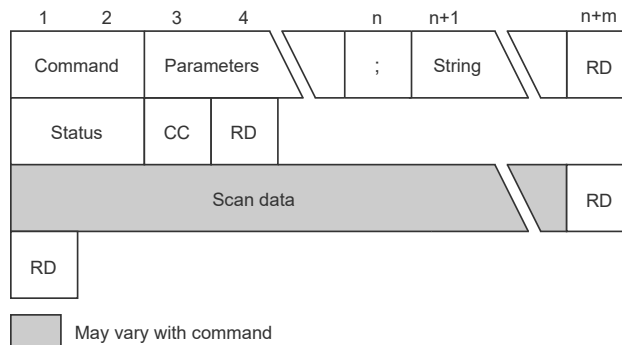 1 2 3 4 n n+1 n+m
Command Parameters ; String RD
Status CC RD
Scan data RD
RD
May vary with command